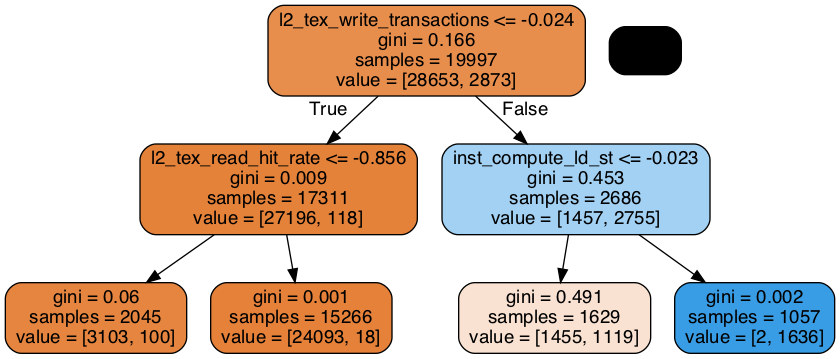 l2_tex_write_transactions <= -0.024
gini = 0.166
samples = 19997
value = [28653, 2873]
True
False
l2_tex_read_hit_rate <= -0.856
gini = 0.009
samples = 17311
value = [27196, 118]
inst_compute_ld_st <= -0.023
gini = 0.453
samples = 2686
value = [1457, 2755]
gini = 0.06
samples = 2045
value = [3103, 100]
gini = 0.001
samples = 15266
value = [24093, 18]
gini = 0.491
samples = 1629
value = [1455, 1119]
gini = 0.002
samples = 1057
value = [2, 1636]